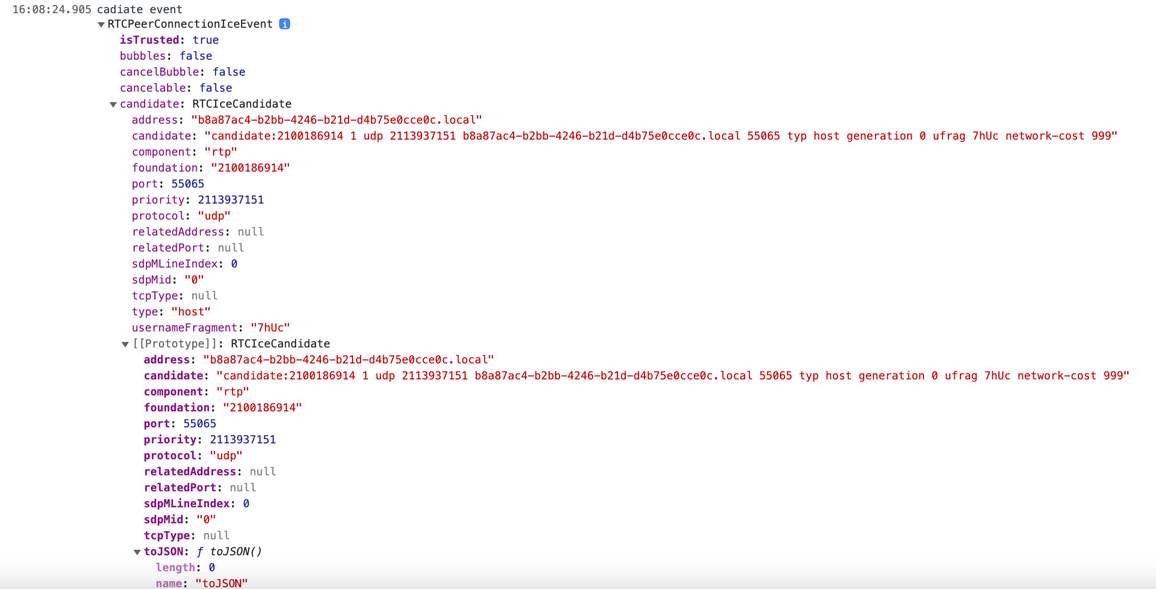 16:08:24.905 cadiate event
▼RTCPeerConnectionIceEvent i
isTrusted: true
bubbles: false
cancelBubble: false
cancelable: false
▼candidate: RTCIceCandidate
address: "b8a87ac4-b2bb-4246-b21d-d4b75e0cce0c.local"
candidate: "candidate:2100186914 1 udp 2113937151 b8a87ac4-b2bb-4246-b21d-d4b75e0cce0c.local 55065 typ host generation 0 ufrag 7hUc network-cost 999"
component: "rtp"
foundation: "2100186914"
port: 55065
priority: 2113937151
protocol: "udp"
relatedAddress: null
relatedPort: null
sdpMLineIndex: 0
sdpMid: "0"
tcpType: null
type: "host"
usernameFragment: "7hUc"
▼[[Prototype]]: RTCIceCandidate
address: "b8a87ac4-b2bb-4246-b21d-d4b75e0cce0c.local"
candidate: "candidate:2100186914 1 udp 2113937151 b8a87ac4-b2bb-4246-b21d-d4b75e0cce0c.local 55065 typ host generation 0 ufrag 7hUc network-cost 999"
component: "rtp"
foundation: "2100186914"
port: 55065
priority: 2113937151
protocol: "udp"
relatedAddress: null
relatedPort: null
sdpMLineIndex: 0
sdpMid: "0"
tcpType: null
▼toJSON: ƒ toJSON()
length: 0
name: "toJSON"